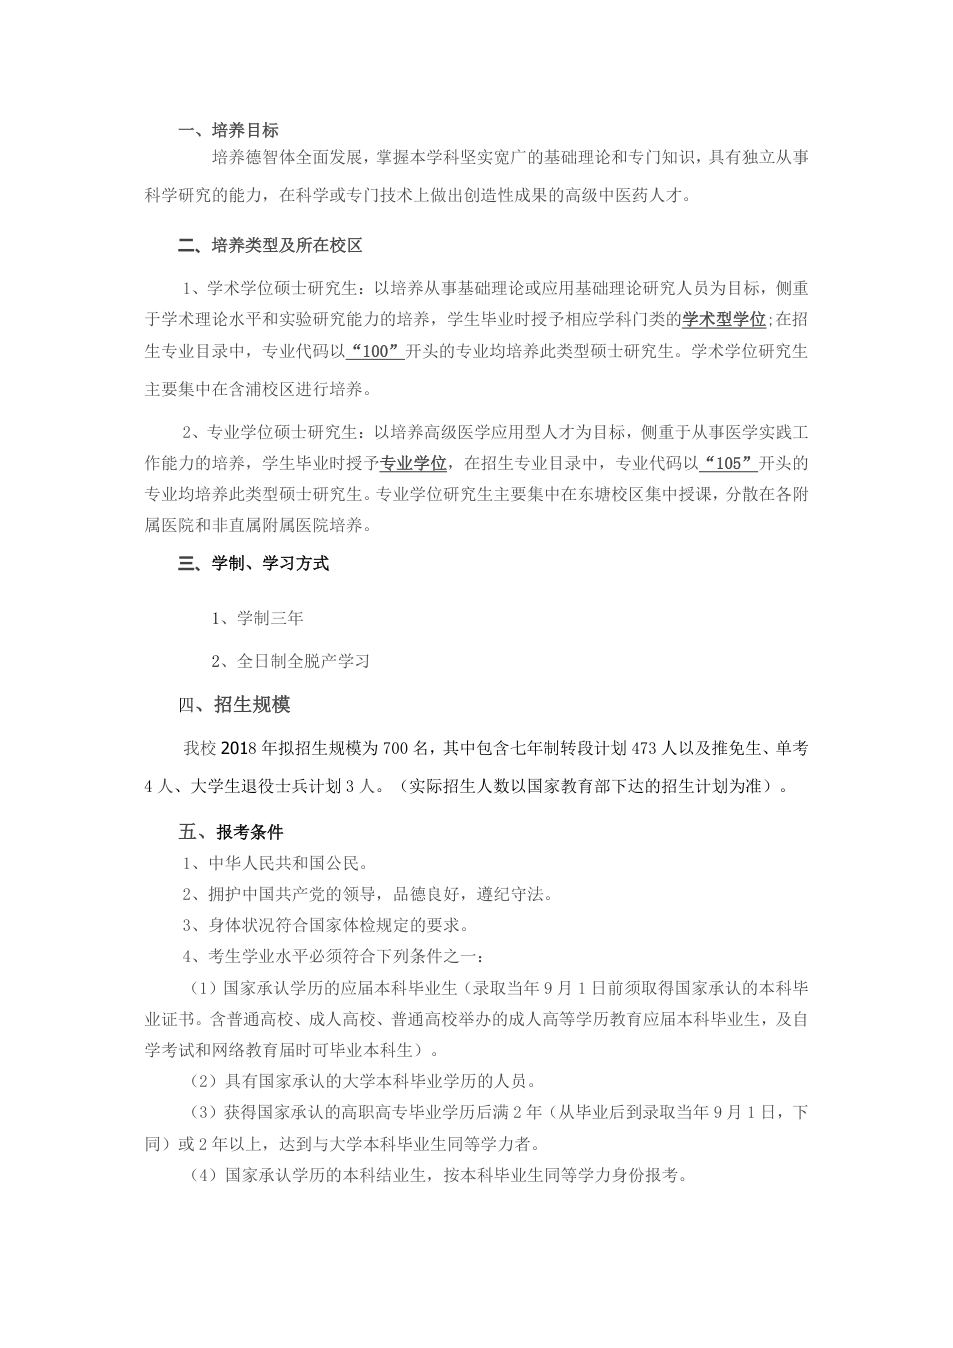 一、培养目标
培养德智体全面发展，掌握本学科坚实宽广的基础理论和专门知识，具有独立从事
科学研究的能力，在科学或专门技术上做出创造性成果的高级中医药人才。
二、培养类型及所在校区
1、学术学位硕士研究生：以培养从事基础理论或应用基础理论研究人员为目标，侧重
于学术理论水平和实验研究能力的培养，学生毕业时授予相应学科门类的学术型学位;在招
生专业目录中，专业代码以“100”开头的专业均培养此类型硕士研究生。学术学位研究生
主要集中在含浦校区进行培养。
2、专业学位硕士研究生：以培养高级医学应用型人才为目标，侧重于从事医学实践工
作能力的培养，学生毕业时授予专业学位，在招生专业目录中，专业代码以“105”开头的
专业均培养此类型硕士研究生。专业学位研究生主要集中在东塘校区集中授课，分散在各附
属医院和非直属附属医院培养。
三、学制、学习方式
1、学制三年
2、全日制全脱产学习
四、招生规模
我校 2018 年拟招生规模为 700 名，其中包含七年制转段计划 473 人以及推免生、单考
4 人、大学生退役士兵计划 3 人。（实际招生人数以国家教育部下达的招生计划为准）。
五、报考条件
1、中华人民共和国公民。
2、拥护中国共产党的领导，品德良好，遵纪守法。
3、身体状况符合国家体检规定的要求。
4、考生学业水平必须符合下列条件之一：
（1）国家承认学历的应届本科毕业生（录取当年 9 月 1 日前须取得国家承认的本科毕
业证书。含普通高校、成人高校、普通高校举办的成人高等学历教育应届本科毕业生，及自
学考试和网络教育届时可毕业本科生）。
（2）具有国家承认的大学本科毕业学历的人员。
（3）获得国家承认的高职高专毕业学历后满 2 年（从毕业后到录取当年 9 月 1 日，下
同）或 2 年以上，达到与大学本科毕业生同等学力者。
（4）国家承认学历的本科结业生，按本科毕业生同等学力身份报考。